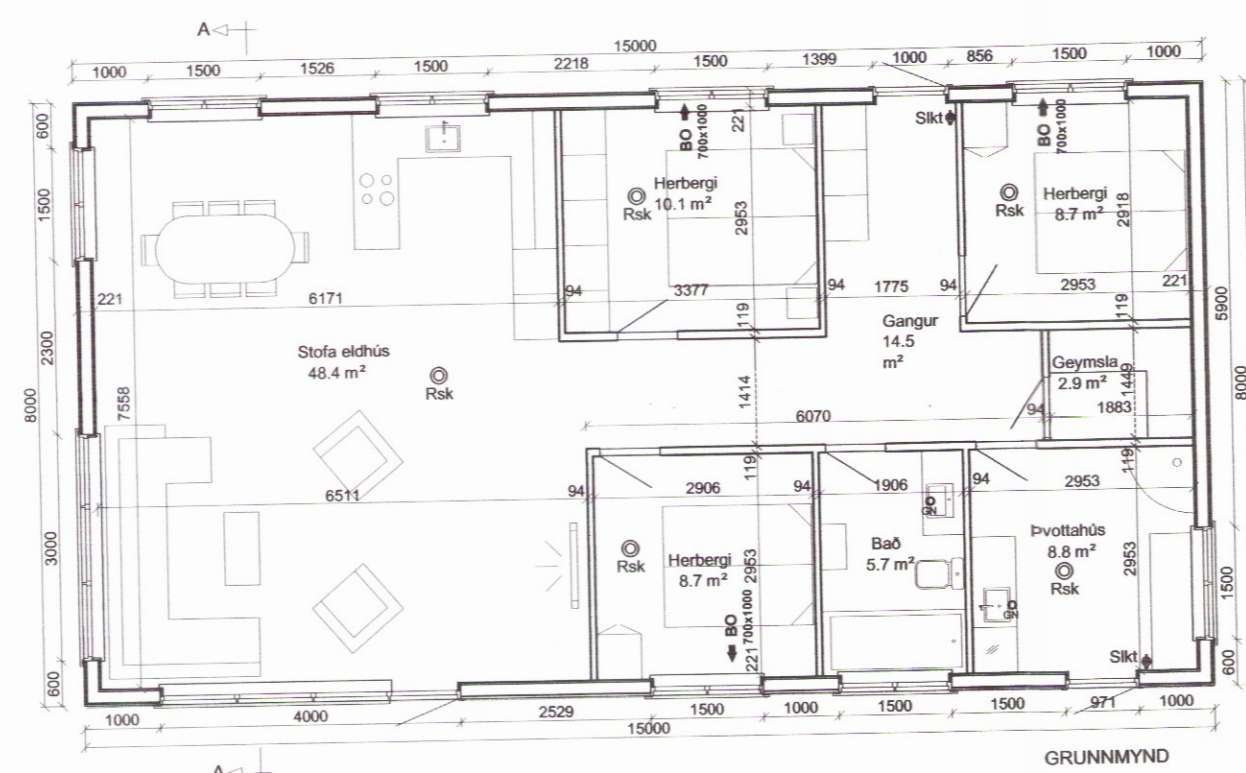 A
15000
1000 1500 1526 1500 2218 1500 1399 1000 856 1500 1000
600
1500
2300
8000
3000
600
7558
BO
700x1000
221
Slkt
BO
700x1000
Herbergi
10.1 m²
Rsk
2953
Herbergi
8.7 m²
Rsk
2918
221 6171 94 3377 94 1775 94 2953 221
119
119
5900
8000
Stofa eldhús
48.4 m²
Rsk
Gangur
14.5
m²
Geymsla
2.9 m²
1449
1414
6070 94 1883
119
119
6511 94 2906 94 1906 94 2953
GN
Rsk
Herbergi
8.7 m²
2953
BO
700x1000
221
Bað
5.7 m²
Þvottahús
8.8 m²
Rsk
2953
GN
Slkt
1500
600
1000 4000 2529 1500 1000 1500 1500 971 1000
15000
A
GRUNNMYND